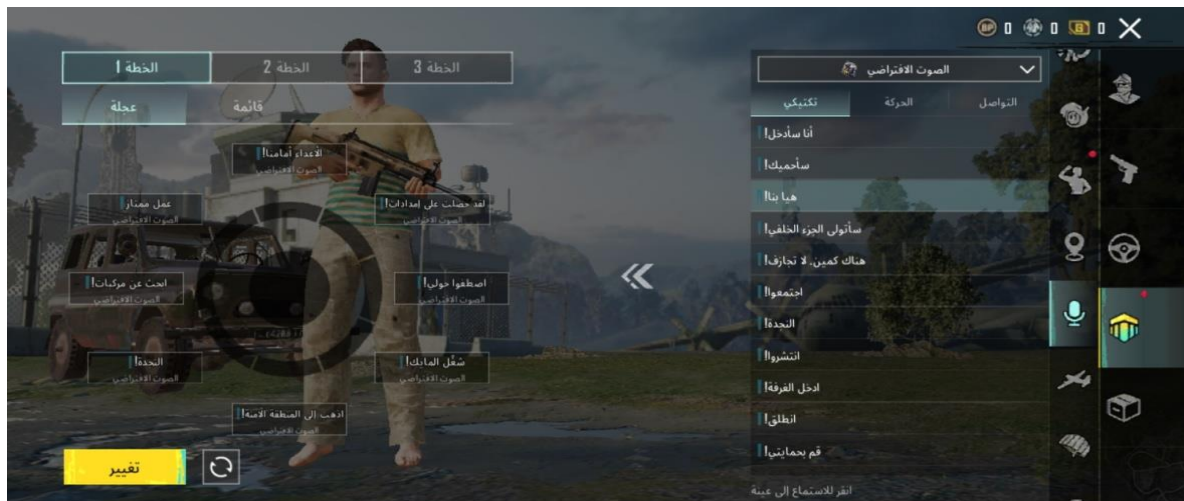 0 0 0
الخطة 1
الخطة 2
الخطة 3
عجلة
قائمة
الأعداء أمامنا!
الصوت الافتراضي
عمل ممتاز!
الصوت الافتراضي
لقد حصلت على إمدادات!
الصوت الافتراضي
ابحث عن مركبات!
الصوت الافتراضي
اصطفوا حولي!
الصوت الافتراضي
النجدة!
الصوت الافتراضي
شغّل المايك!
الصوت الافتراضي
اذهب إلى المنطقة الآمنة!
الصوت الافتراضي
تغيير
الصوت الافتراضي
تكتيكي
الحركة
التواصل
أنا سأدخل!
سأحميك!
هيا بنا!
سأتولى الجزء الخلفي!
هناك كمين, لا تجازف!
اجتمعوا!
النجدة!
انتشروا!
ادخل الغرفة!
انطلق!
قم بحمايتي!
انقر للاستماع إلى عينة